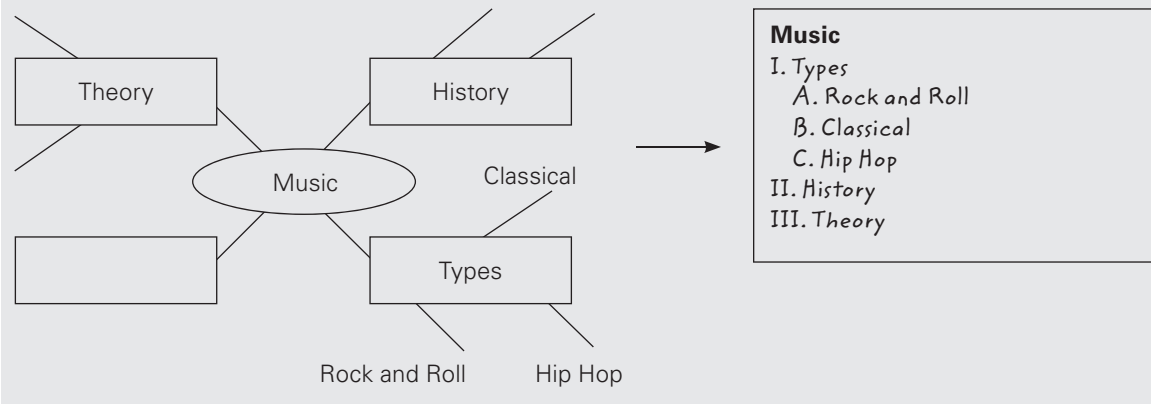 Theory
History
Music
Classical
Types
Rock and Roll
Hip Hop
Music
I. Types
A. Rock and Roll
B. Classical
C. Hip Hop
II. History
III. Theory